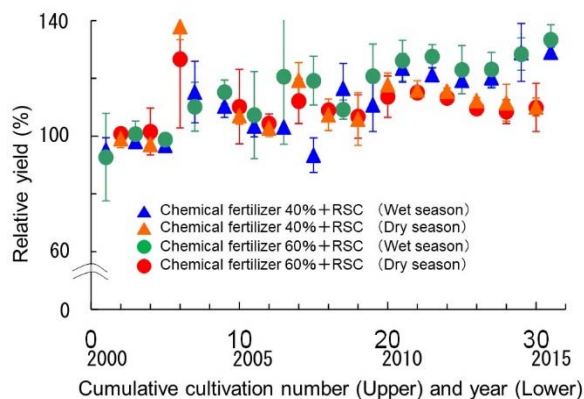 140
100
60
0
Relative yield (%)
Chemical fertilizer 40%+RSC (Wet season)
Chemical fertilizer 40%+RSC (Dry season)
Chemical fertilizer 60%+RSC (Wet season)
Chemical fertilizer 60%+RSC (Dry season)
0 10 20 30
2000 2005 2010 2015
Cumulative cultivation number (Upper) and year (Lower)